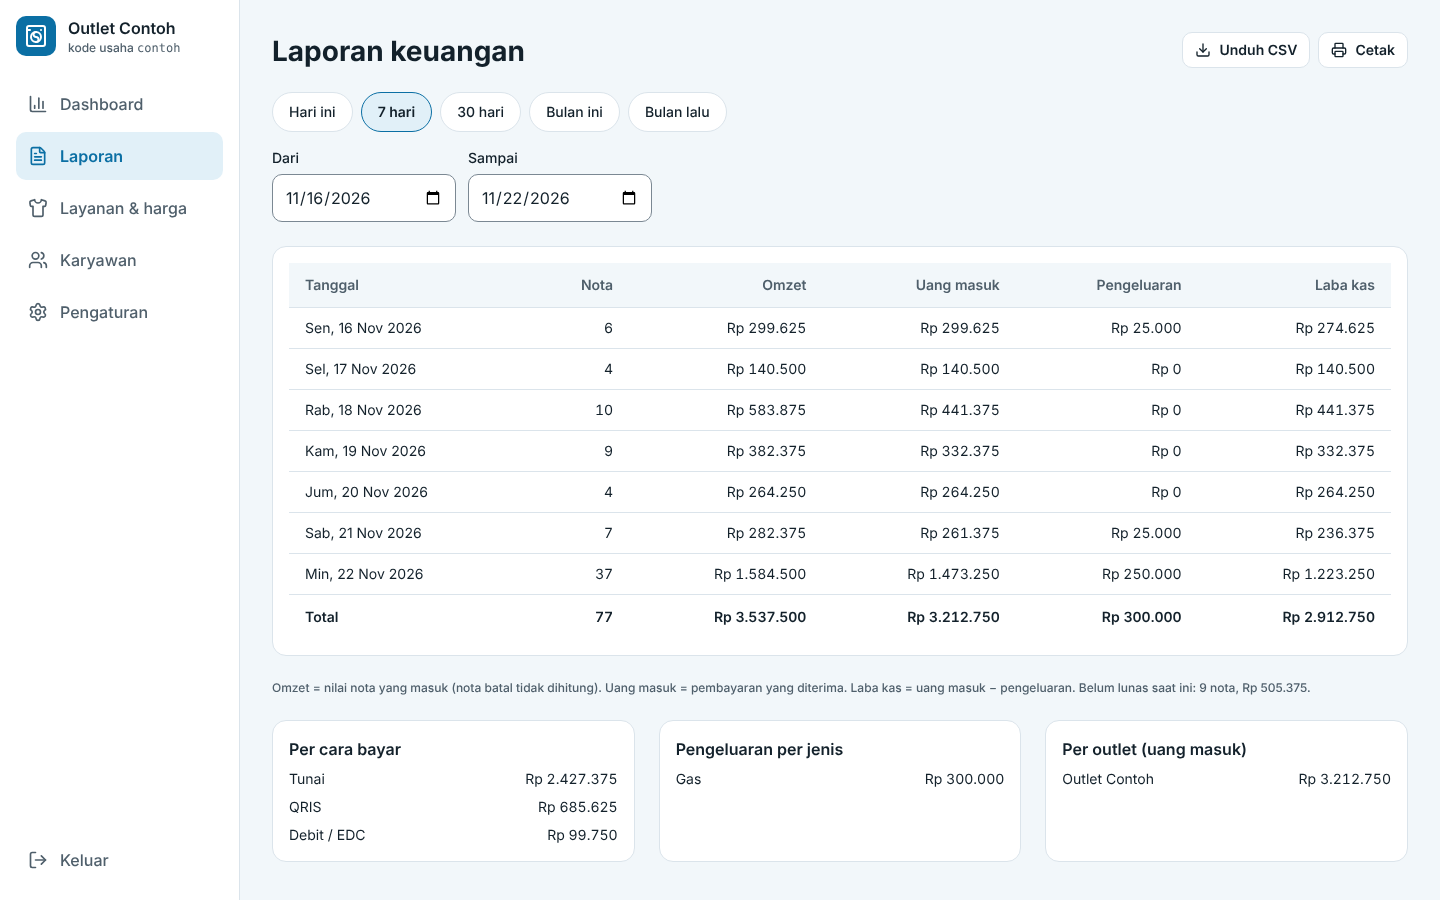 Outlet Contoh
kode usaha contoh
Dashboard
Laporan
Layanan & harga
Karyawan
Pengaturan
Keluar
Laporan keuangan
Unduh CSV
Cetak
Hari ini
7 hari
30 hari
Bulan ini
Bulan lalu
Dari
Sampai
11/16/2026
11/22/2026
Tanggal Nota Omzet Uang masuk Pengeluaran Laba kas
Sen, 16 Nov 2026 6 Rp 299.625 Rp 299.625 Rp 25.000 Rp 274.625
Sel, 17 Nov 2026 4 Rp 140.500 Rp 140.500 Rp 0 Rp 140.500
Rab, 18 Nov 2026 10 Rp 583.875 Rp 441.375 Rp 0 Rp 441.375
Kam, 19 Nov 2026 9 Rp 382.375 Rp 332.375 Rp 0 Rp 332.375
Jum, 20 Nov 2026 4 Rp 264.250 Rp 264.250 Rp 0 Rp 264.250
Sab, 21 Nov 2026 7 Rp 282.375 Rp 261.375 Rp 25.000 Rp 236.375
Min, 22 Nov 2026 37 Rp 1.584.500 Rp 1.473.250 Rp 250.000 Rp 1.223.250
Total 77 Rp 3.537.500 Rp 3.212.750 Rp 300.000 Rp 2.912.750
Omzet = nilai nota yang masuk (nota batal tidak dihitung). Uang masuk = pembayaran yang diterima. Laba kas = uang masuk − pengeluaran. Belum lunas saat ini: 9 nota, Rp 505.375.
Per cara bayar
Tunai Rp 2.427.375
QRIS Rp 685.625
Debit / EDC Rp 99.750
Pengeluaran per jenis
Gas Rp 300.000
Per outlet (uang masuk)
Outlet Contoh Rp 3.212.750